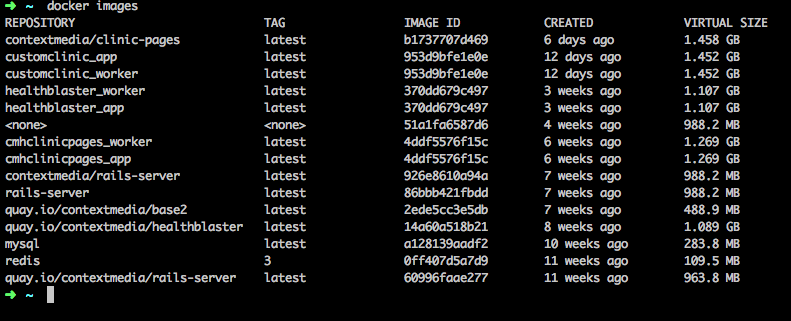 ➜ ~ docker images
REPOSITORY TAG IMAGE ID CREATED VIRTUAL SIZE
contextmedia/clinic-pages latest b1737707d469 6 days ago 1.458 GB
customclinic_app latest 953d9bfe1e0e 12 days ago 1.452 GB
customclinic_worker latest 953d9bfe1e0e 12 days ago 1.452 GB
healthblaster_worker latest 370dd679c497 3 weeks ago 1.107 GB
healthblaster_app latest 370dd679c497 3 weeks ago 1.107 GB
<none> <none> 51a1fa6587d6 4 weeks ago 988.2 MB
cmhclinicpages_worker latest 4ddf5576f15c 6 weeks ago 1.269 GB
cmhclinicpages_app latest 4ddf5576f15c 6 weeks ago 1.269 GB
contextmedia/rails-server latest 926e8610a94a 7 weeks ago 988.2 MB
rails-server latest 86bbb421fbdd 7 weeks ago 988.2 MB
quay.io/contextmedia/base2 latest 2ede5cc3e5db 7 weeks ago 488.9 MB
quay.io/contextmedia/healthblaster latest 14a60a518b21 8 weeks ago 1.089 GB
mysql latest a128139aadf2 10 weeks ago 283.8 MB
redis 3 0ff407d5a7d9 11 weeks ago 109.5 MB
quay.io/contextmedia/rails-server latest 60996faae277 11 weeks ago 963.8 MB
➜ ~